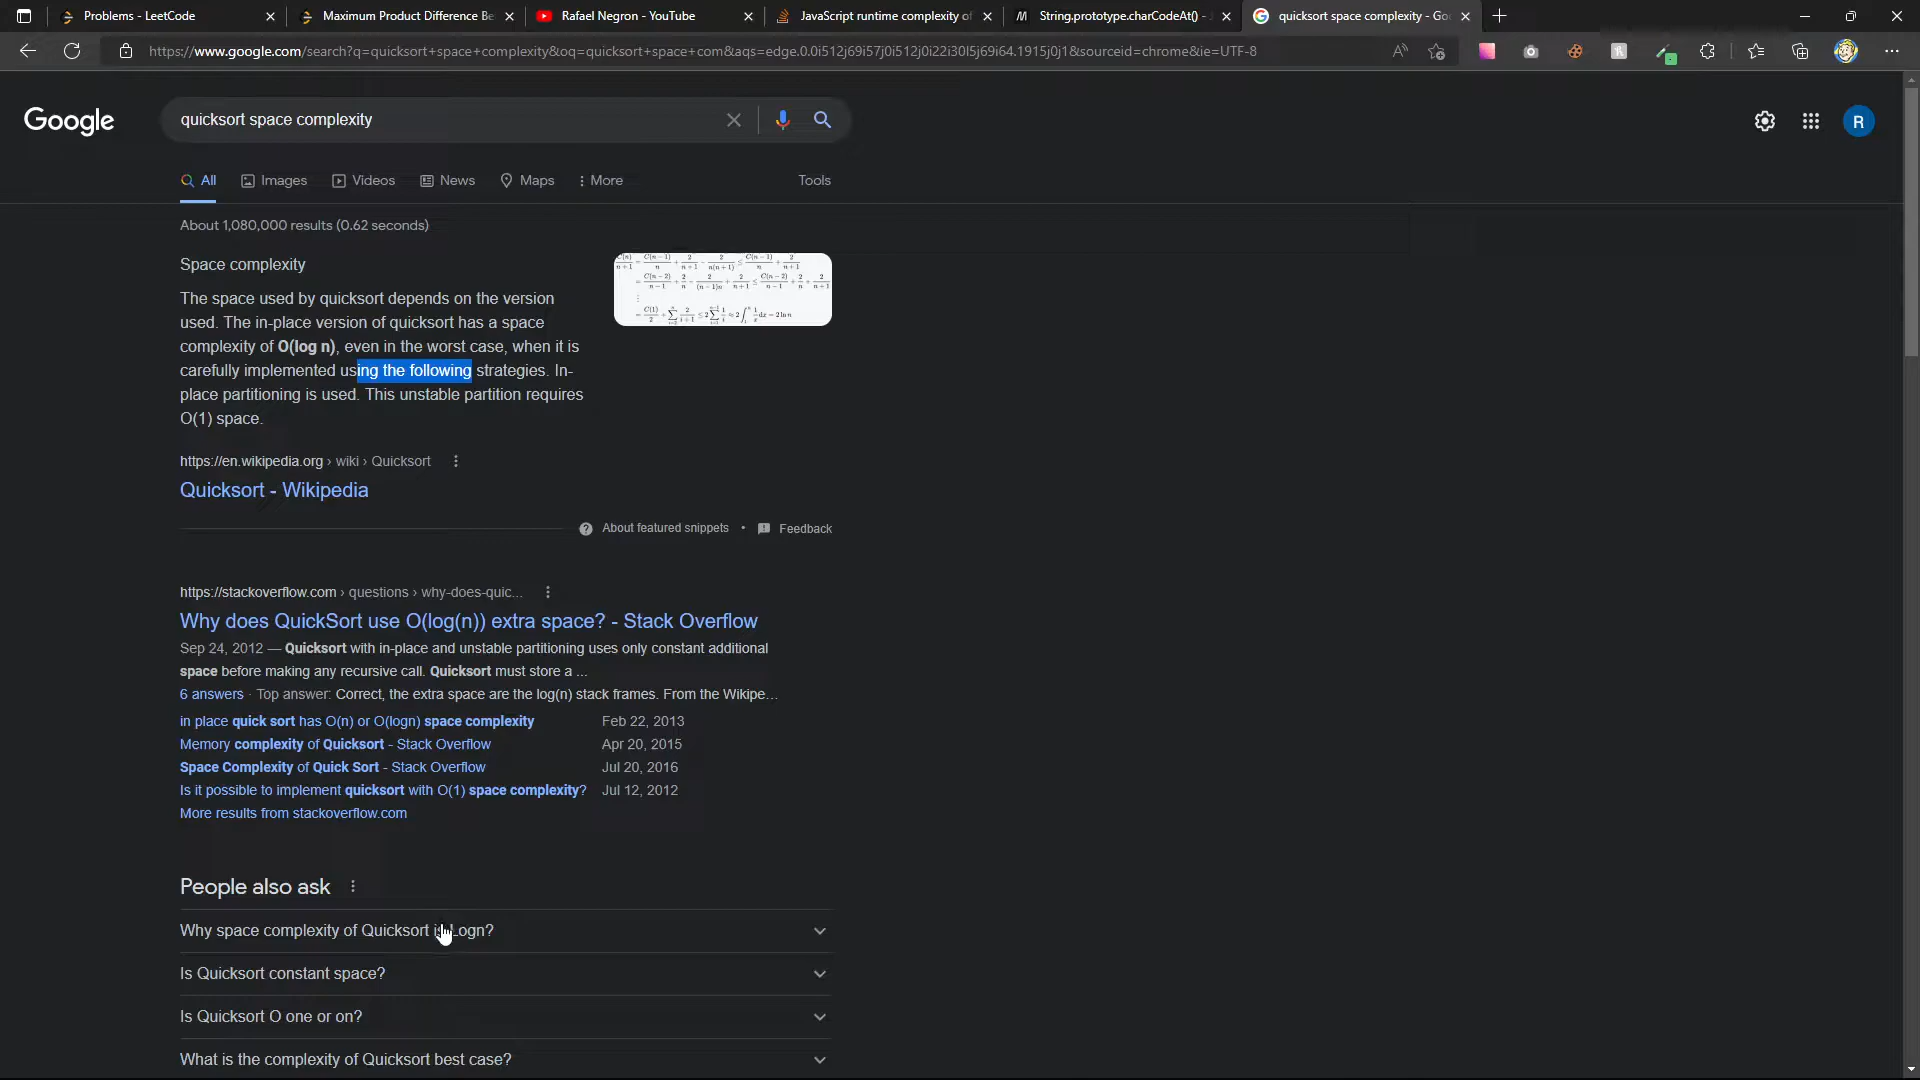 Problems - LeetCode
Maximum Product Difference Be
Rafael Negron - YouTube
JavaScript runtime complexity of
String.prototype.charCodeAt() - J
quicksort space complexity - Goo
https://www.google.com/search?q=quicksort+space+complexity&oq=quicksort+space+com&aqs=edge.0.0i512j69i57j0i512j0i22i30l5j69i64.1915j0j1&sourceid=chrome&ie=UTF-8
Google
quicksort space complexity
R
All Images Videos News Maps More Tools
About 1,080,000 results (0.62 seconds)
Space complexity
The space used by quicksort depends on the version
used. The in-place version of quicksort has a space
complexity of O(log n), even in the worst case, when it is
carefully implemented using the following strategies. In-
place partitioning is used. This unstable partition requires
O(1) space.
https://en.wikipedia.org › wiki › Quicksort
Quicksort - Wikipedia
About featured snippets • Feedback
https://stackoverflow.com › questions › why-does-quic...
Why does QuickSort use O(log(n)) extra space? - Stack Overflow
Sep 24, 2012 — Quicksort with in-place and unstable partitioning uses only constant additional
space before making any recursive call. Quicksort must store a ...
6 answers · Top answer: Correct, the extra space are the log(n) stack frames. From the Wikipe...
in place quick sort has O(n) or O(logn) space complexity Feb 22, 2013
Memory complexity of Quicksort - Stack Overflow Apr 20, 2015
Space Complexity of Quick Sort - Stack Overflow Jul 20, 2016
Is it possible to implement quicksort with O(1) space complexity? Jul 12, 2012
More results from stackoverflow.com
People also ask
Why space complexity of Quicksort is Logn?
Is Quicksort constant space?
Is Quicksort O one or on?
What is the complexity of Quicksort best case?